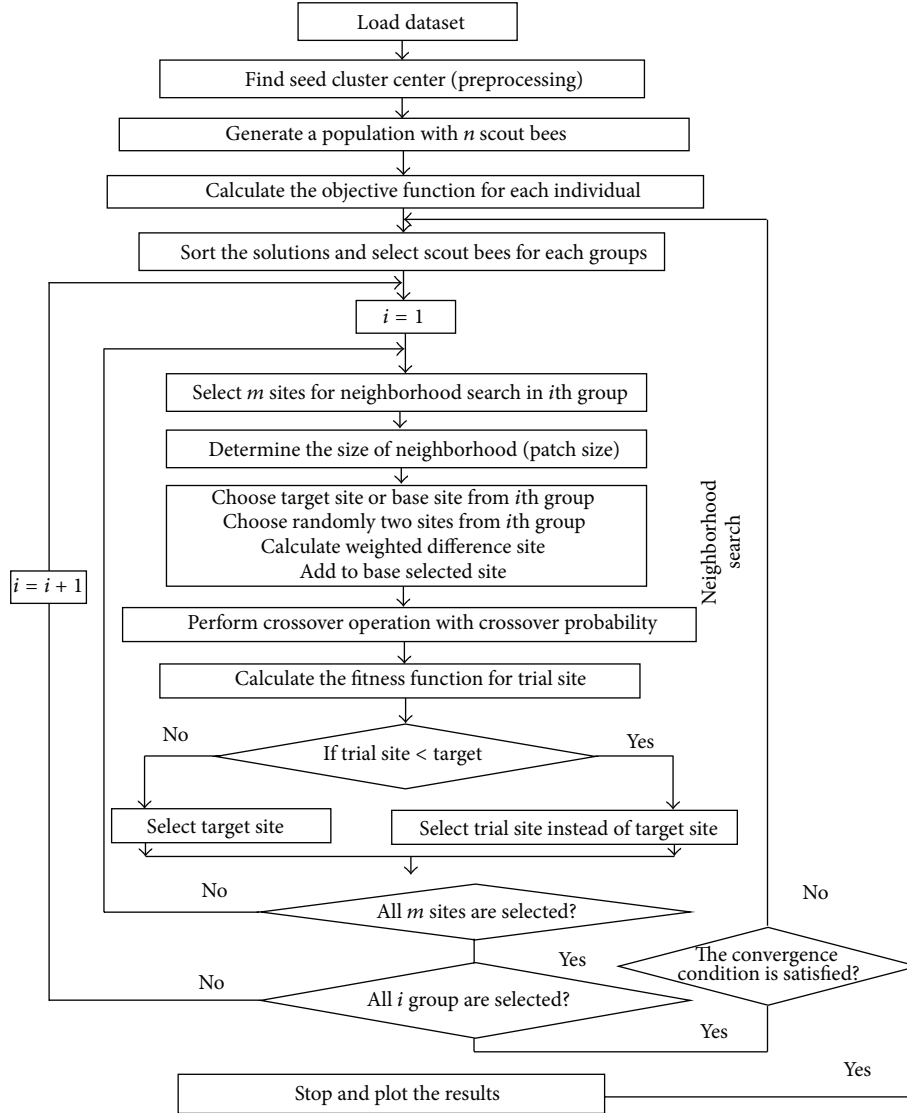 Load dataset
Find seed cluster center (preprocessing)
Generate a population with n scout bees
Calculate the objective function for each individual
Sort the solutions and select scout bees for each groups
i = 1
Select m sites for neighborhood search in ith group
Determine the size of neighborhood (patch size)
Choose target site or base site from ith group
Choose randomly two sites from ith group
Calculate weighted difference site
Add to base selected site
Neighborhood
search
i = i + 1
Perform crossover operation with crossover probability
Calculate the fitness function for trial site
No
If trial site < target
Yes
Select target site
Select trial site instead of target site
No
All m sites are selected?
No
Yes
The convergence
condition is satisfied?
No
All i group are selected?
Yes
Yes
Stop and plot the results